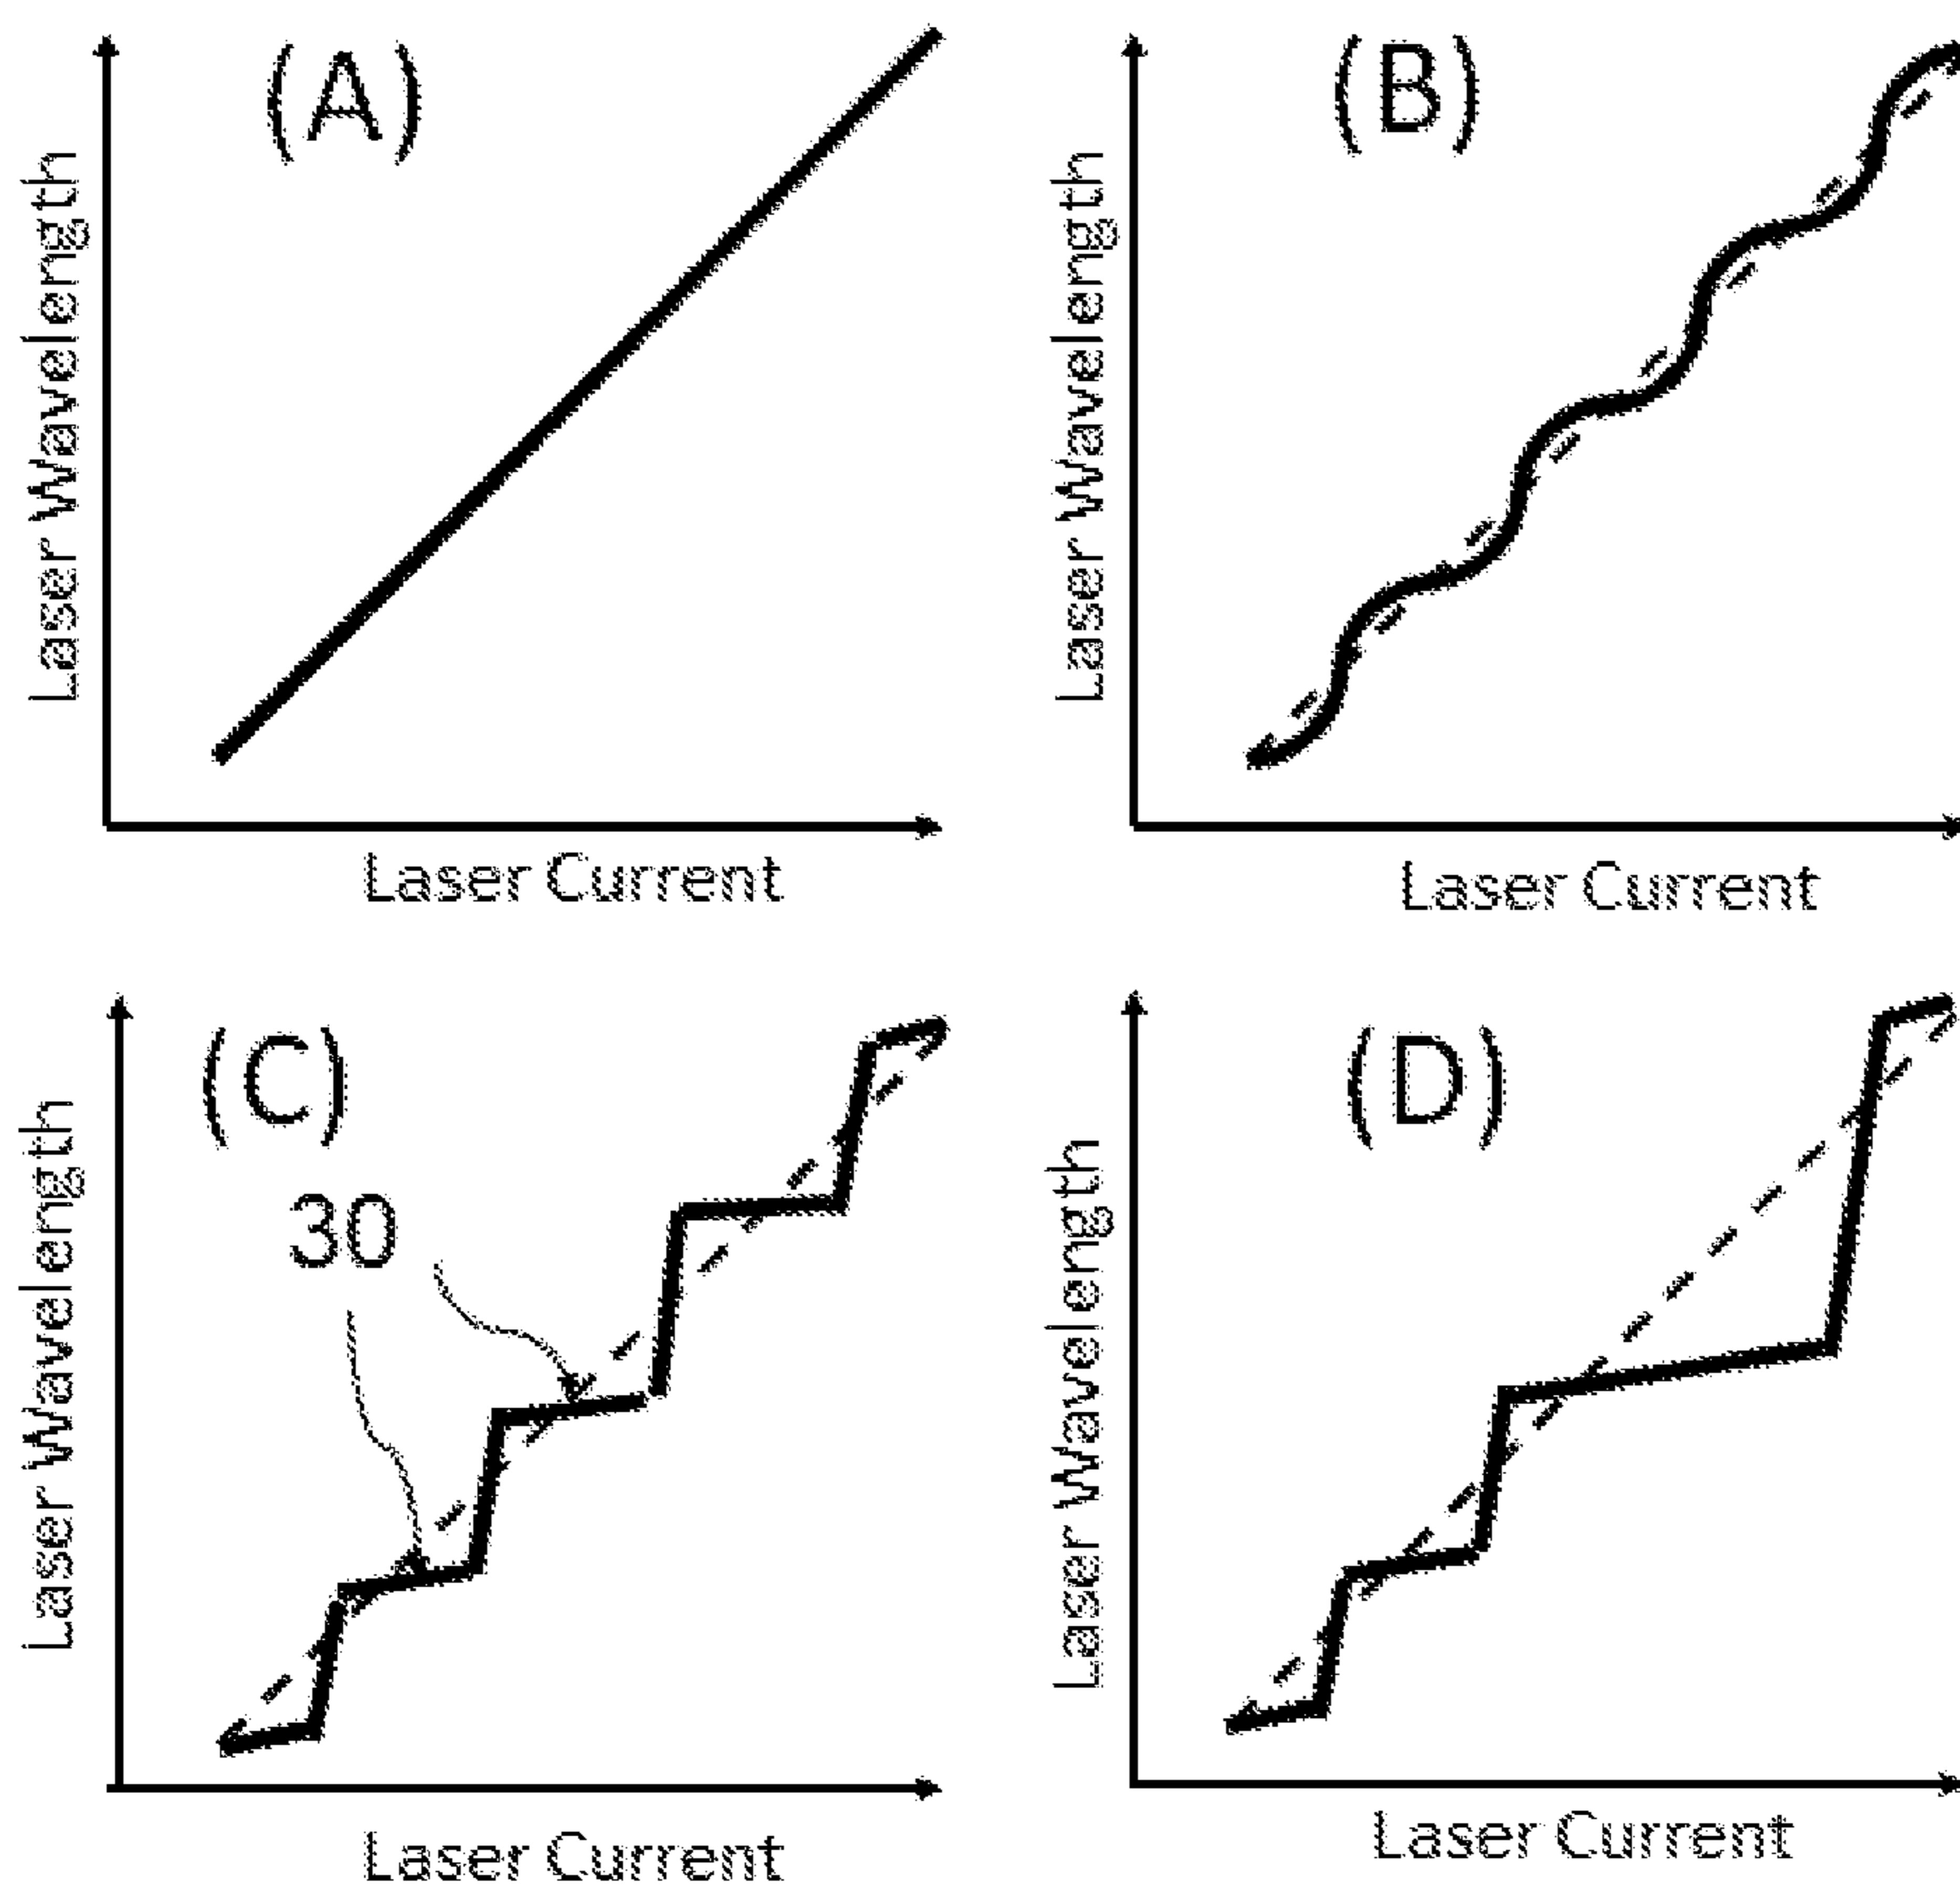 (A)
Laser Wavelength
Laser Current
(B)
Laser Wavelength
Laser Current
(C)
30
Laser Wavelength
Laser Current
(D)
Laser Wavelength
Laser Current